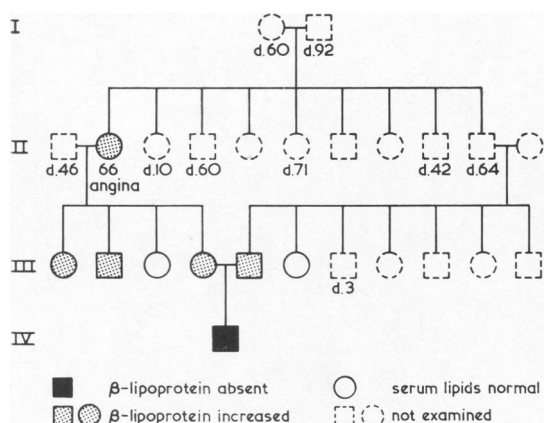 I
d.60 d.92
II
d.46 66 d.10 d.60 d.71 d.42 d.64
angina
III
d.3
IV
β-lipoprotein absent serum lipids normal
β-lipoprotein increased not examined